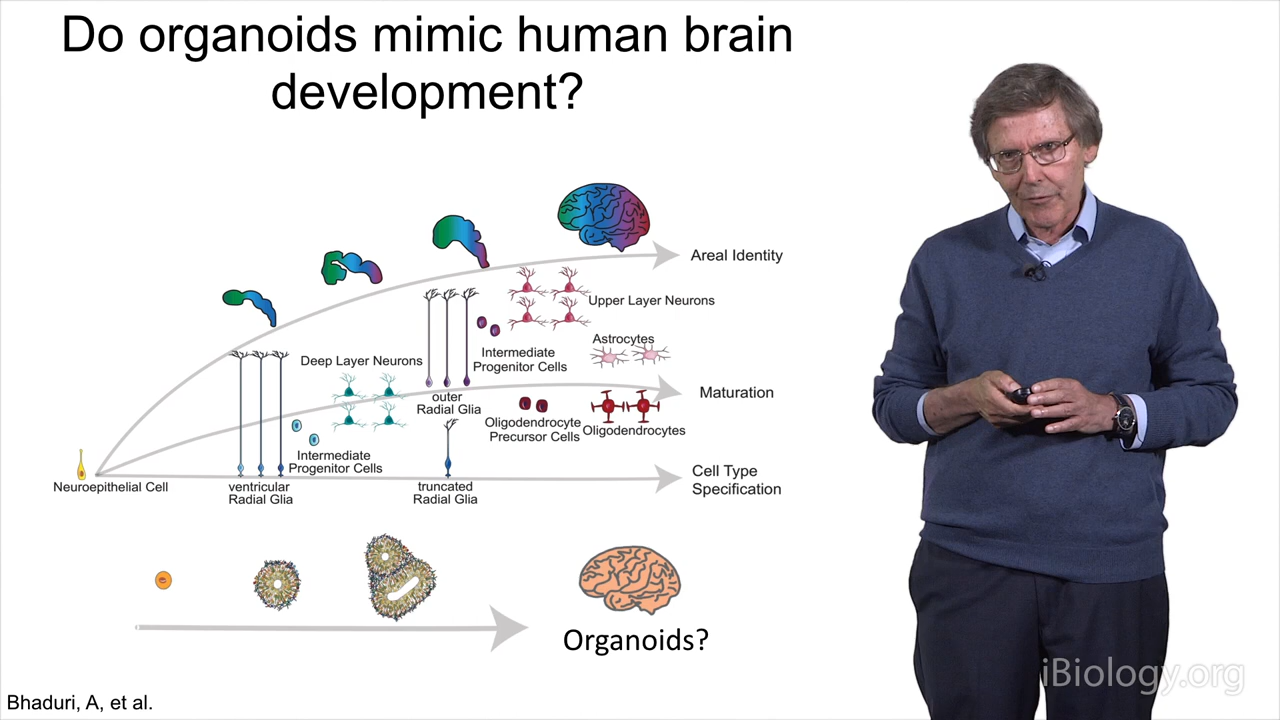 Do organoids mimic human brain
development?
Areal Identity
Upper Layer Neurons
Astrocytes
Intermediate
Progenitor Cells
Deep Layer Neurons
Maturation
outer
Radial Glia
Oligodendrocyte
Precursor Cells
Oligodendrocytes
Intermediate
Progenitor Cells
Cell Type
Specification
Neuroepithelial Cell
ventricular
Radial Glia
truncated
Radial Glia
Organoids?
Bhaduri, A, et al.
iBiology.org